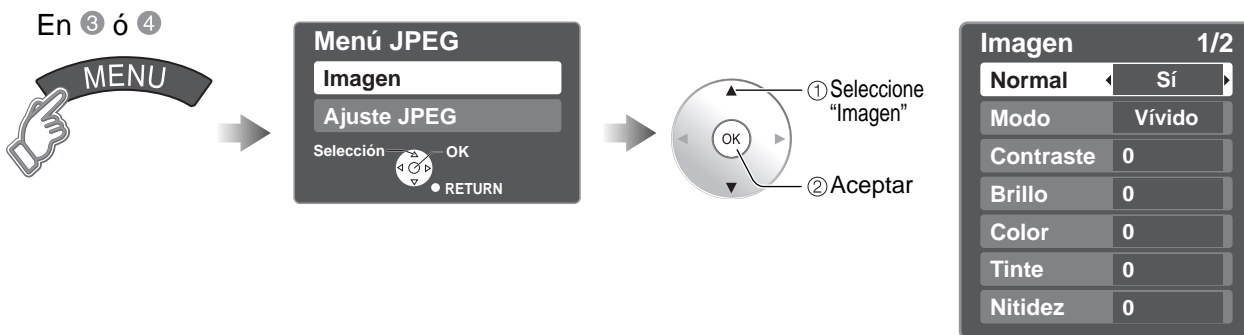 En ③ ó ④
MENU
Menú JPEG
Imagen
Ajuste JPEG
Selección
OK
RETURN
OK
①Seleccione
“Imagen”
②Aceptar
Imagen 1/2
Normal Sí
Modo Vívido
Contraste 0
Brillo 0
Color 0
Tinte 0
Nitidez 0